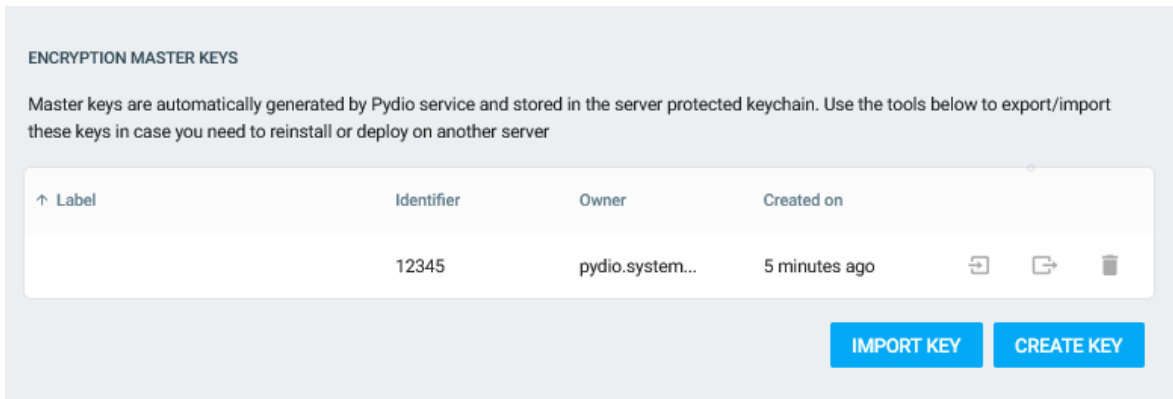 ENCRYPTION MASTER KEYS
Master keys are automatically generated by Pydio service and stored in the server protected keychain. Use the tools below to export/import
these keys in case you need to reinstall or deploy on another server
Label Identifier Owner Created on
12345 pydio.system... 5 minutes ago
IMPORT KEY CREATE KEY